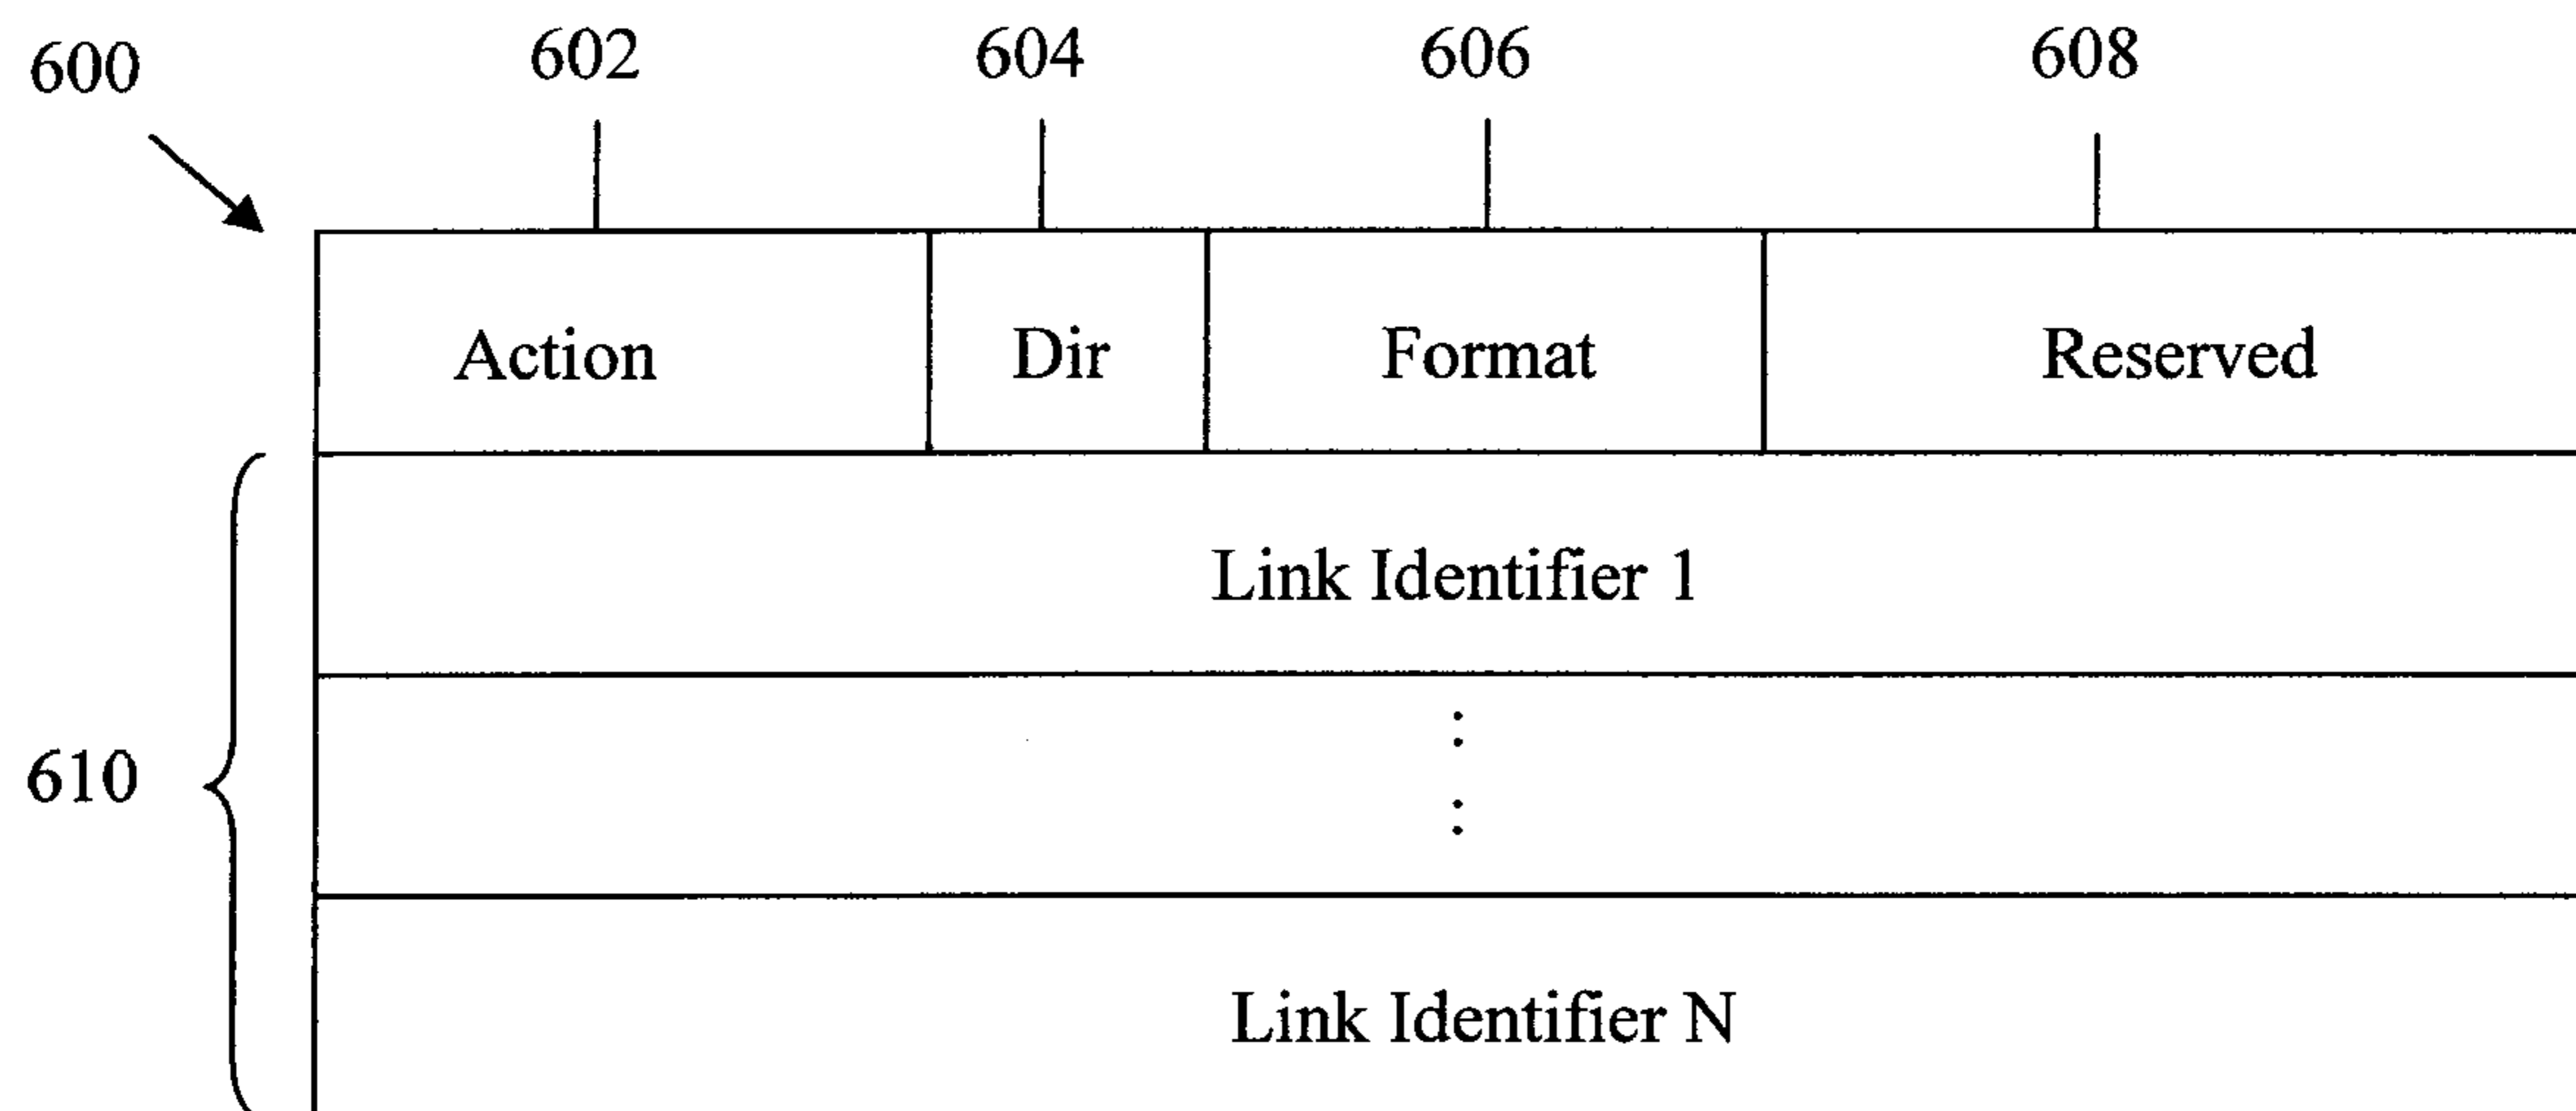 600 602 604 606 608
Action Dir Format Reserved
Link Identifier 1
610
Link Identifier N